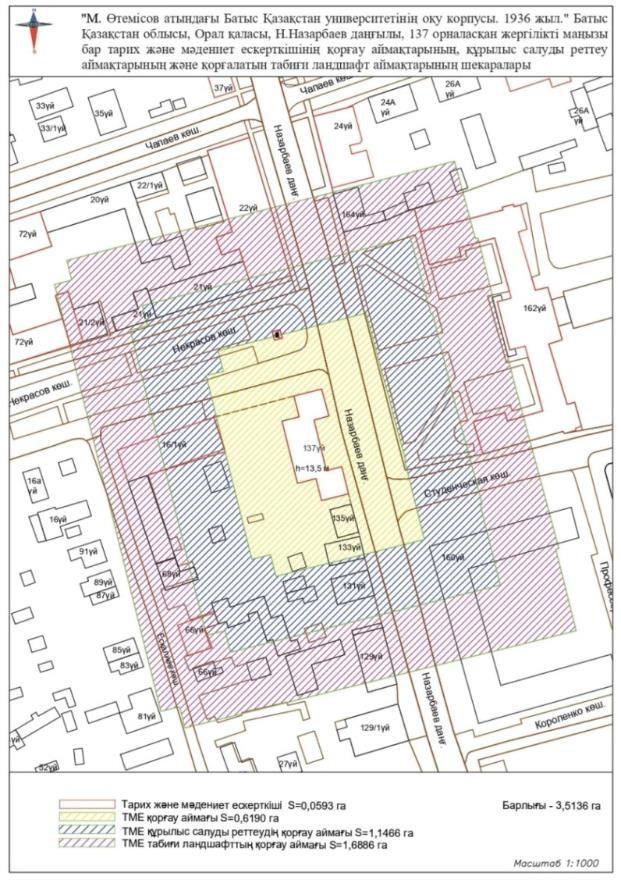 "М. Өтемісов атындағы Батыс Қазақстан университетінің оқу корпусы. 1936 жыл." Батыс
Қазақстан облысы, Орал қаласы, Н.Назарбаев даңғылы, 137 орналасқан жергілікті маңызы
бар тарих және мәдениет ескерткішінің қорғау аймақтарының, құрылыс салуды реттеу
аймақтарының және қорғалатын табиғи ландшафт аймақтарының шекаралары
37үй
Чапаев көш.
26А үй
33үй
35үй
24А үй
26А үй
33/1үй
24үй
Чапаев көш.
Назарбаев даңғ.
22/1үй
20үй
22үй
164үй
72үй
21үй
162үй
21/2үй
21үй
72үй
Некрасов көш.
Некрасов көш.
Назарбаев даңғ.
16/1үй
137үй
h=13,5 м
16а үй
Студенческая көш.
16үй
135үй
133үй
91үй
160үй
68үй
89үй
131үй
87үй
66үй
85үй
83үй
66үй
129үй
Есқалиев көш.
Назарбаев даңғ.
81үй
129/1үй
Короленко көш.
27үй
52үй
Тарих және мәдениет ескерткіші S=0,0593 га
Барлығы - 3,5136 га
ТМЕ қорғау аймағы S=0,6190 га
ТМЕ құрылыс салуды реттеудің қорғау аймағы S=1,1466 га
ТМЕ табиғи ландшафттың қорғау аймағы S=1,6886 га
Масштаб 1:1000